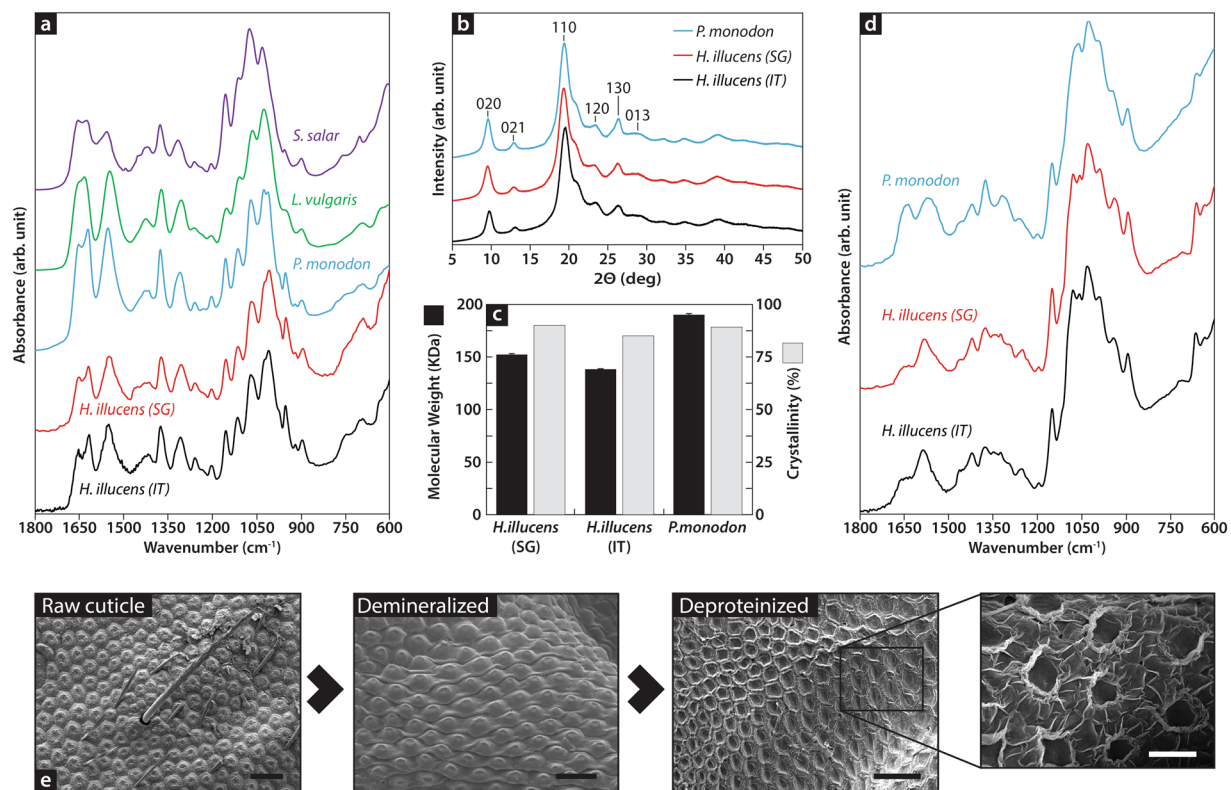 a
S. salar
L. vulgaris
P. monodon
H. illucens (SG)
H. illucens (IT)
Absorbance (arb. unit)
1800 1650 1500 1350 1200 1050 900 750 600
Wavenumber (cm-1)
b
110
020
021
120
130
013
P. monodon
H. illucens (SG)
H. illucens (IT)
Intensity (arb. unit)
5 10 15 20 25 30 35 40 45 50
2Θ (deg)
c
Molecular Weight (KDa)
200
150
100
50
0
Crystallinity (%)
100
75
50
25
0
H.illucens H.illucens P.monodon
(SG) (IT)
d
P. monodon
H. illucens (SG)
H. illucens (IT)
Absorbance (arb. unit)
1800 1650 1500 1350 1200 1050 900 750 600
Wavenumber (cm-1)
Raw cuticle
Demineralized
Deproteinized
e